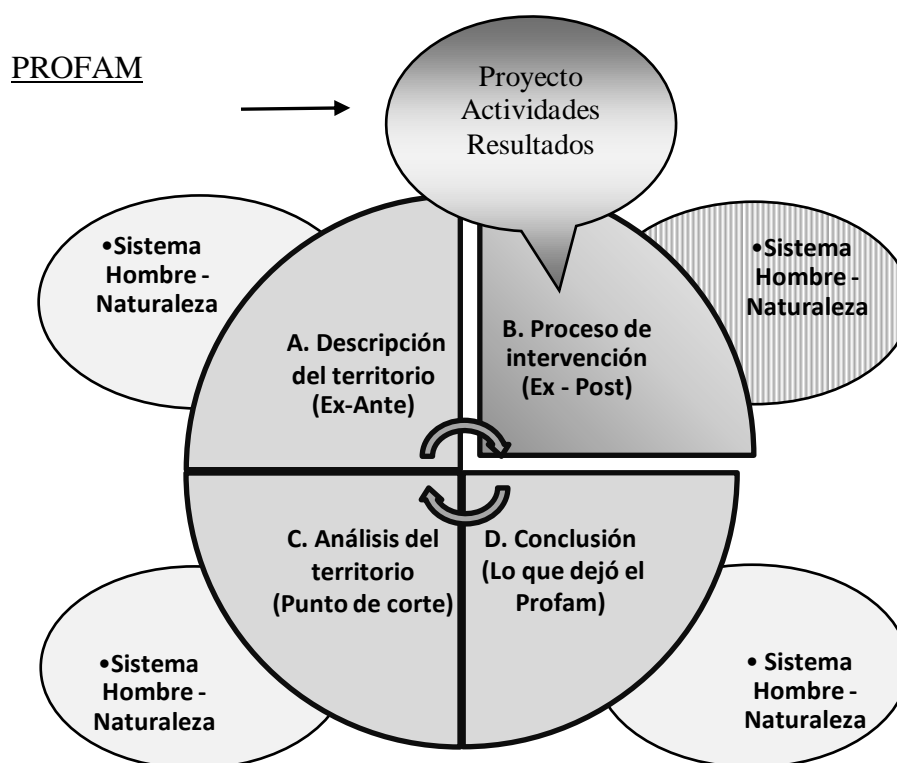 PROFAM
Proyecto
Actividades
Resultados
•Sistema
Hombre -
Naturaleza
•Sistema
Hombre -
Naturaleza
A. Descripción
del territorio
(Ex-Ante)
B. Proceso de
intervención
(Ex - Post)
C. Análisis del
territorio
(Punto de corte)
D. Conclusión
(Lo que dejó el
Profam)
•Sistema
Hombre -
Naturaleza
• Sistema
Hombre -
Naturaleza